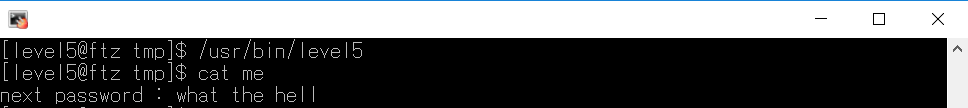 [level5@ftz tmp]$ /usr/bin/level5
[level5@ftz tmp]$ cat me
next password : what the hell